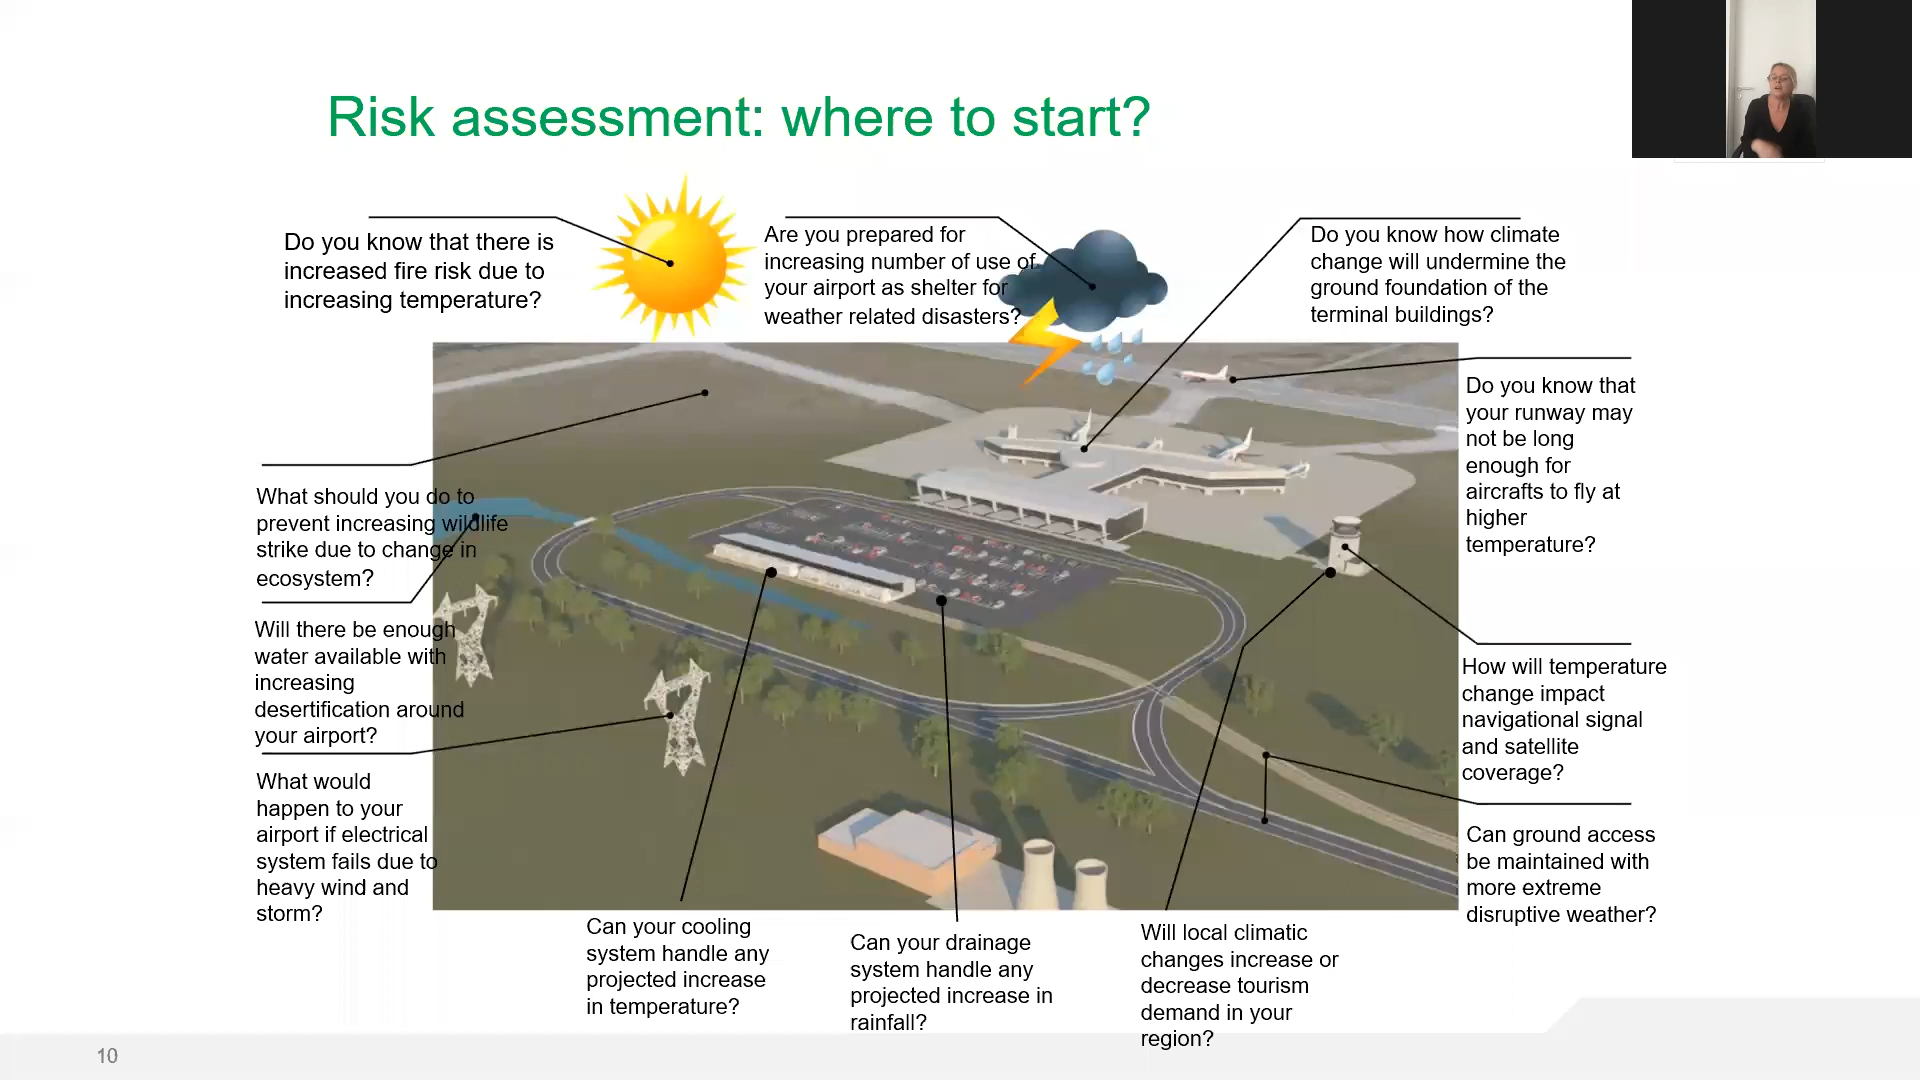 Risk assessment: where to start?
Do you know that there is
increased fire risk due to
increasing temperature?
Are you prepared for
increasing number of use of
your airport as shelter for
weather related disasters?
Do you know how climate
change will undermine the
ground foundation of the
terminal buildings?
Do you know that
your runway may
not be long
enough for
aircrafts to fly at
higher
temperature?
What should you do to
prevent increasing wildlife
strike due to change in
ecosystem?
Will there be enough
water available with
increasing
desertification around
your airport?
How will temperature
change impact
navigational signal
and satellite
coverage?
What would
happen to your
airport if electrical
system fails due to
heavy wind and
storm?
Can ground access
be maintained with
more extreme
disruptive weather?
Can your cooling
system handle any
projected increase
in temperature?
Can your drainage
system handle any
projected increase in
rainfall?
Will local climatic
changes increase or
decrease tourism
demand in your
region?
10